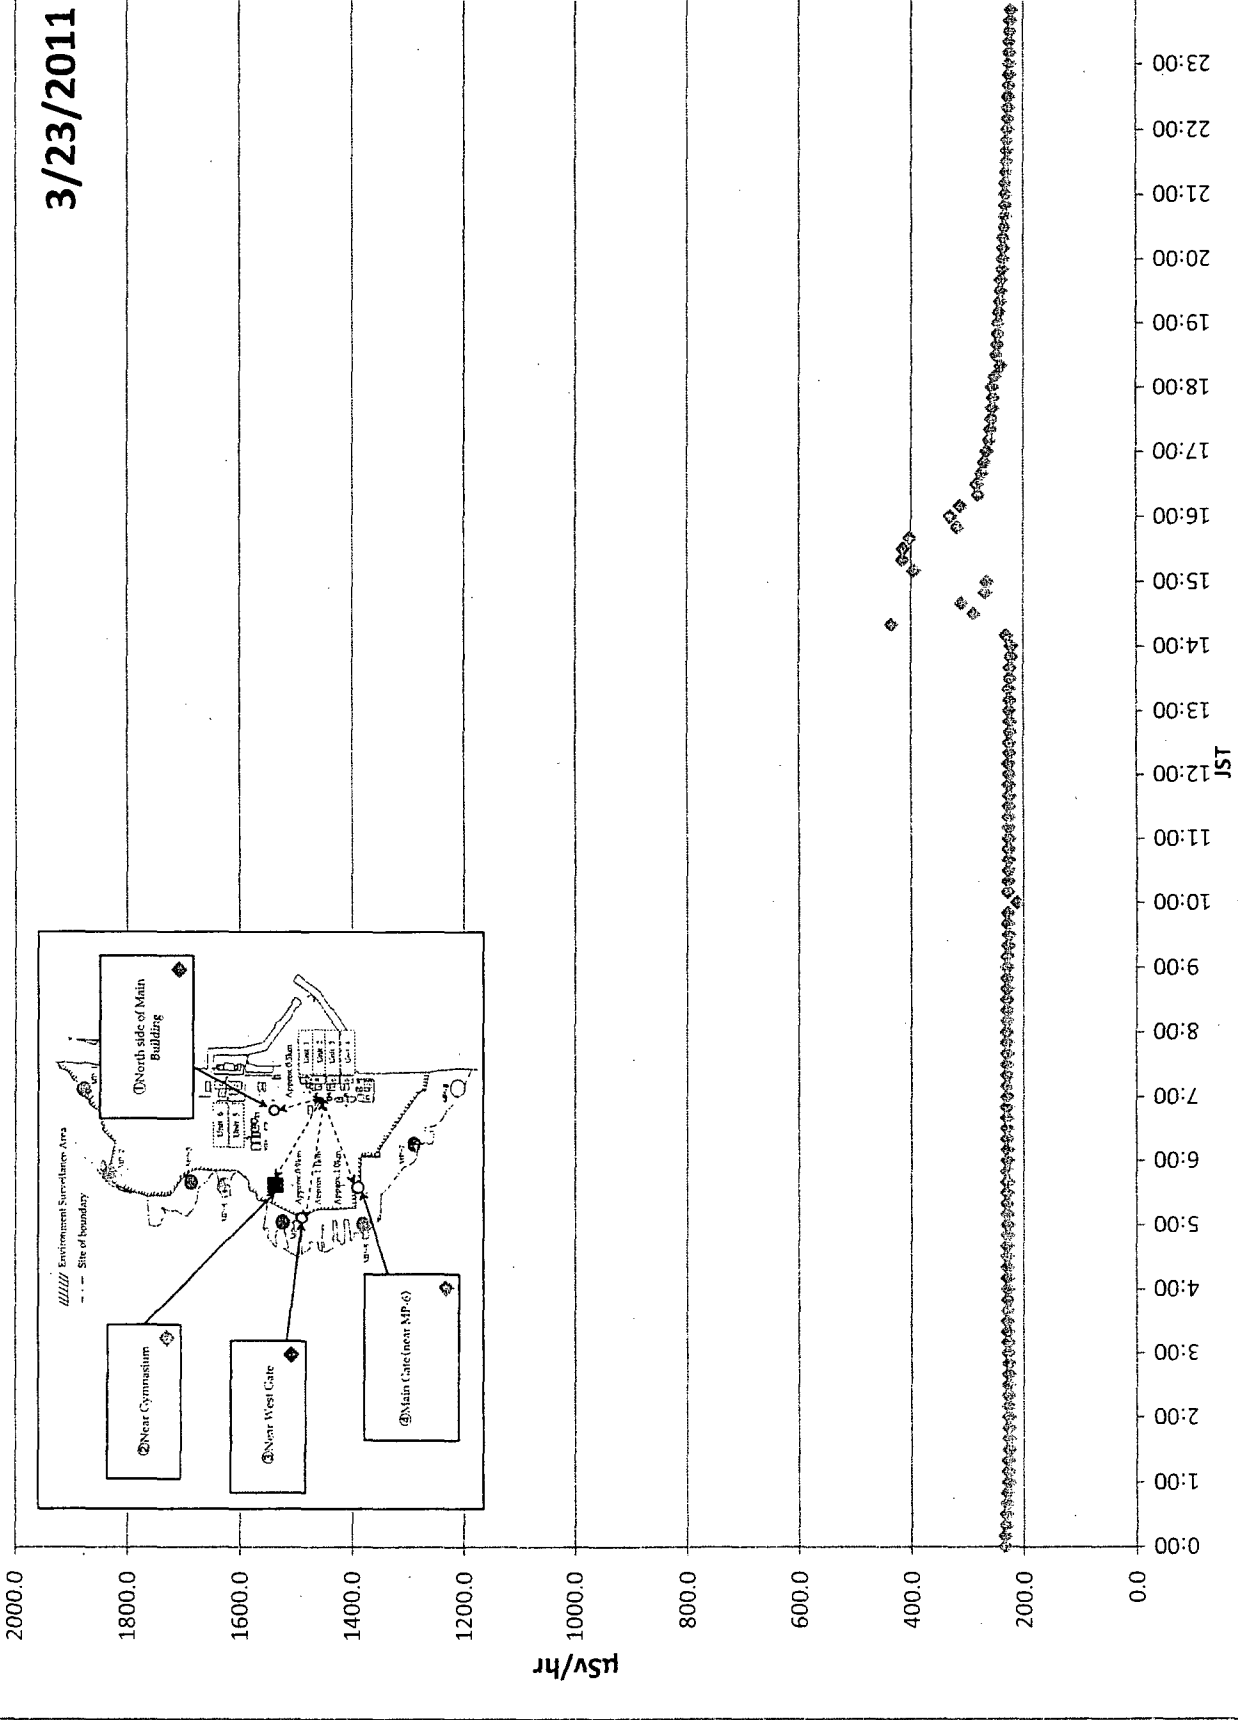 3/23/2011
2000.0
1800.0
1600.0
1400.0
1200.0
1000.0
800.0
600.0
400.0
200.0
0.0
μSv/hr
///// Environment Surveillance Area
Site of boundary
①North side of Main
Building
②Near Gymnasium
③Near West Gate
④Main Gate(near MP-6)
Unit 6
Unit 5
Unit 1
Unit 2
Unit 3
Unit 4
0:00
1:00
2:00
3:00
4:00
5:00
6:00
7:00
8:00
9:00
10:00
11:00
12:00
13:00
14:00
15:00
16:00
17:00
18:00
19:00
20:00
21:00
22:00
23:00
JST